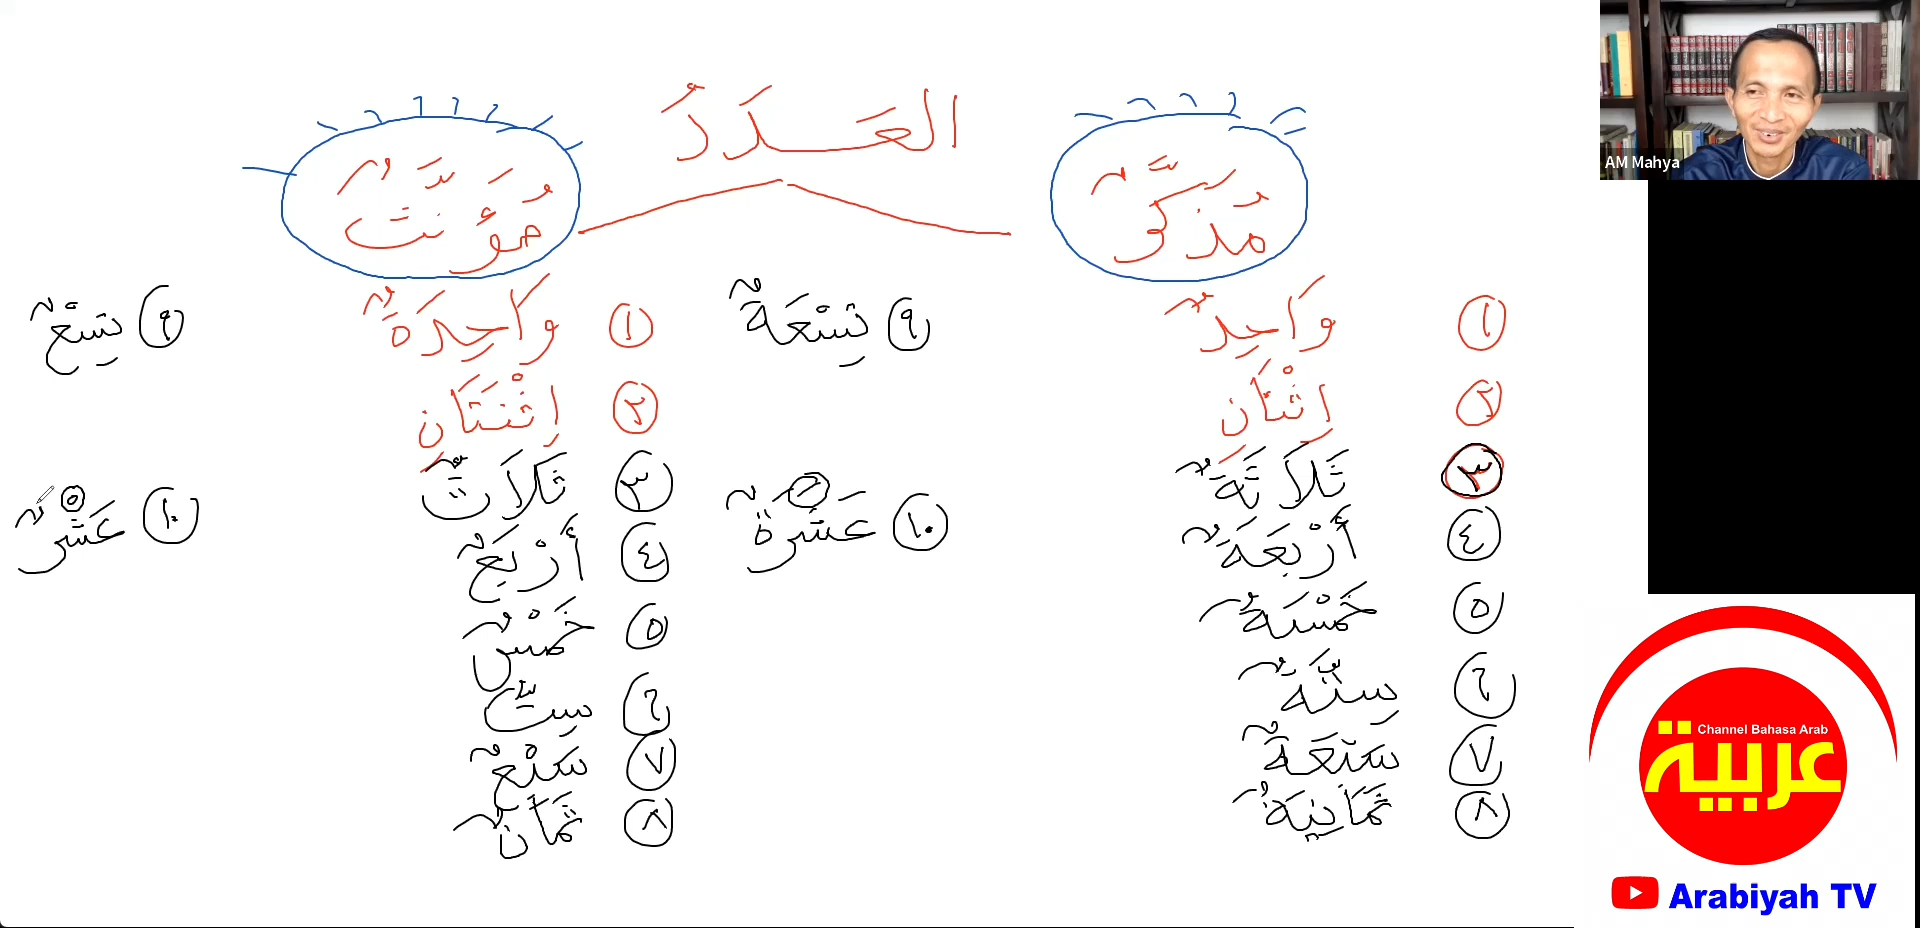 العَدَدُ
مُذَكَّرٌ
مُؤَنَّثٌ
١ وَاحِدٌ
٢ اِثْنَانِ
٣ ثَلَاثَةٌ
٤ أَرْبَعَةٌ
٥ خَمْسَةٌ
٦ سِتَّةٌ
٧ سَبْعَةٌ
٨ ثَمَانِيَةٌ
٩ تِسْعَةٌ
١٠ عَشَرَةٌ
١ وَاحِدَةٌ
٢ اِثْنَتَانِ
٣ ثَلَاثٌ
٤ أَرْبَعٌ
٥ خَمْسٌ
٦ سِتٌّ
٧ سَبْعٌ
٨ ثَمَانٌ
٩ تِسْعٌ
١٠ عَشْرٌ
AM Mahya
Channel Bahasa Arab
عربية
Arabiyah TV